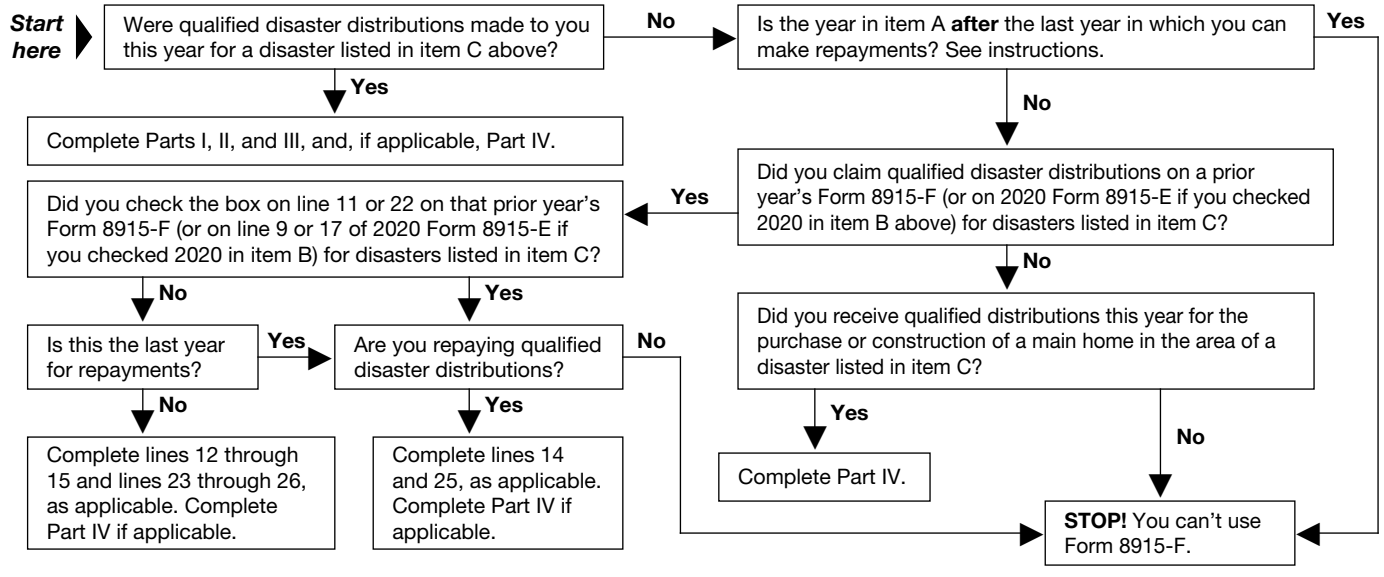 Start
here
Were qualified disaster distributions made to you
this year for a disaster listed in item C above?
No
Is the year in item A after the last year in which you can
make repayments? See instructions.
Yes
Yes
No
Complete Parts I, II, and III, and, if applicable, Part IV.
Did you claim qualified disaster distributions on a prior
year's Form 8915-F (or on 2020 Form 8915-E if you checked
2020 in item B above) for disasters listed in item C?
Yes
Did you check the box on line 11 or 22 on that prior year's
Form 8915-F (or on line 9 or 17 of 2020 Form 8915-E if
you checked 2020 in item B) for disasters listed in item C?
No
No
Yes
Did you receive qualified distributions this year for the
purchase or construction of a main home in the area of a
disaster listed in item C?
Is this the last year
for repayments?
Yes
Are you repaying qualified
disaster distributions?
No
No
Yes
Yes
No
Complete lines 12 through
15 and lines 23 through 26,
as applicable. Complete
Part IV if applicable.
Complete lines 14
and 25, as applicable.
Complete Part IV if
applicable.
Complete Part IV.
STOP! You can't use
Form 8915-F.